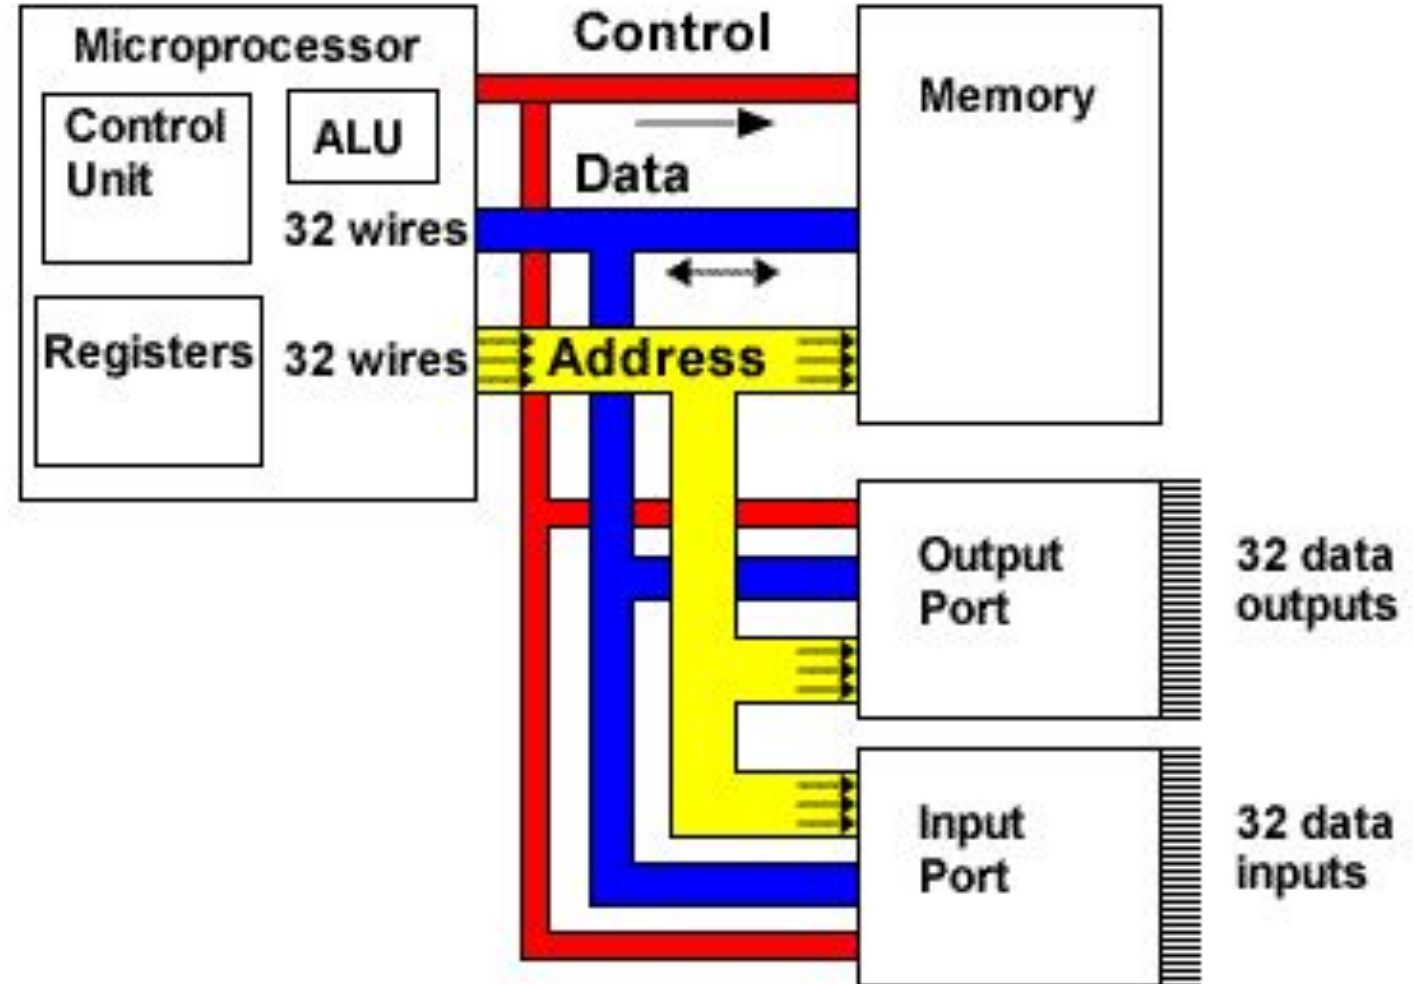 Microprocessor
Control
Unit
ALU
32 wires
Registers
32 wires
Control
Data
Address
Memory
Output
Port
32 data
outputs
Input
Port
32 data
inputs